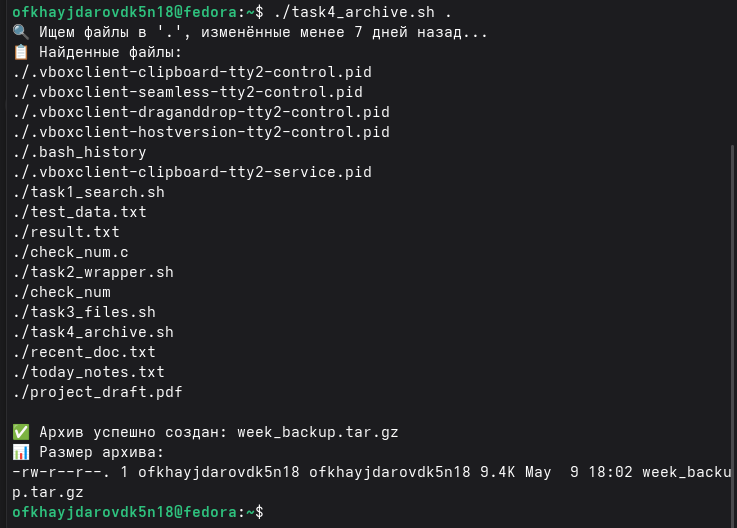 ofkhayjdarovdk5n18@fedora:~$ ./task4_archive.sh .
🔍 Ищем файлы в '.', изменённые менее 7 дней назад...
📋 Найденные файлы:
./.vboxclient-clipboard-tty2-control.pid
./.vboxclient-seamless-tty2-control.pid
./.vboxclient-draganddrop-tty2-control.pid
./.vboxclient-hostversion-tty2-control.pid
./.bash_history
./.vboxclient-clipboard-tty2-service.pid
./task1_search.sh
./test_data.txt
./result.txt
./check_num.c
./task2_wrapper.sh
./check_num
./task3_files.sh
./task4_archive.sh
./recent_doc.txt
./today_notes.txt
./project_draft.pdf
✅ Архив успешно создан: week_backup.tar.gz
📊 Размер архива:
-rw-r--r--. 1 ofkhayjdarovdk5n18 ofkhayjdarovdk5n18 9.4K May  9 18:02 week_backu
p.tar.gz
ofkhayjdarovdk5n18@fedora:~$